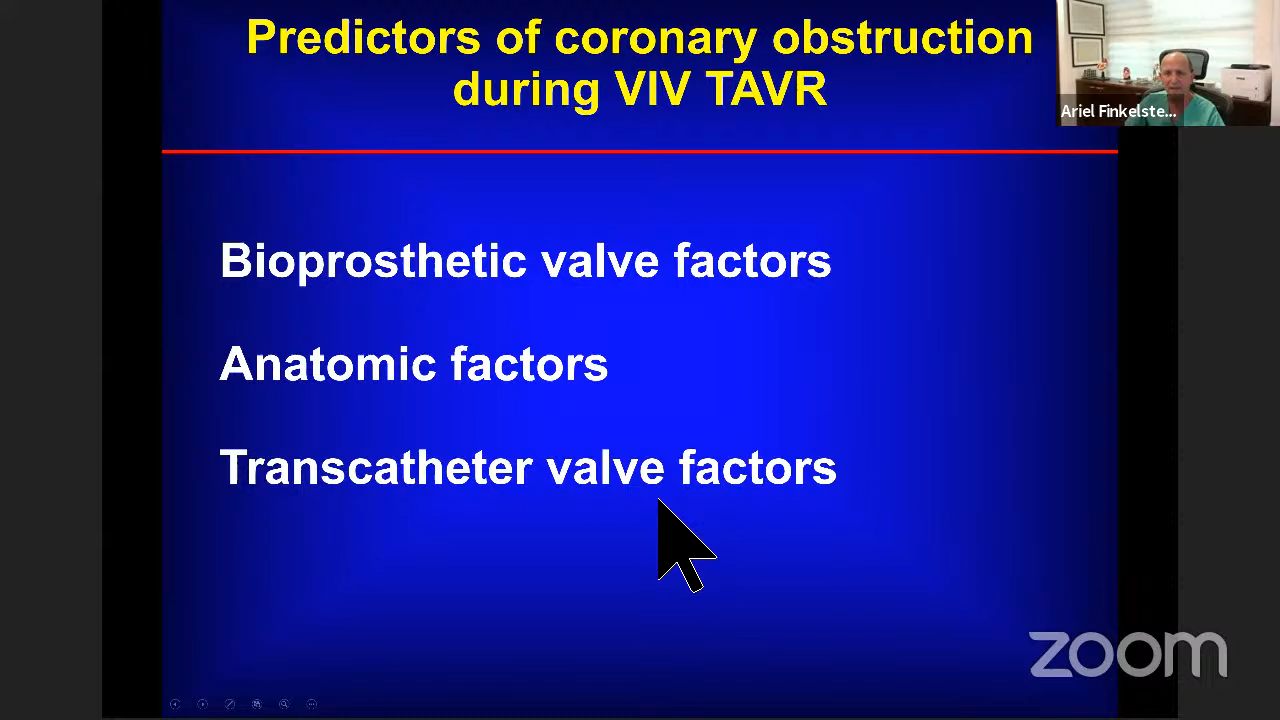 Predictors of coronary obstruction
during VIV TAVR
Ariel Finkelste...
Bioprosthetic valve factors
Anatomic factors
Transcatheter valve factors
zoom